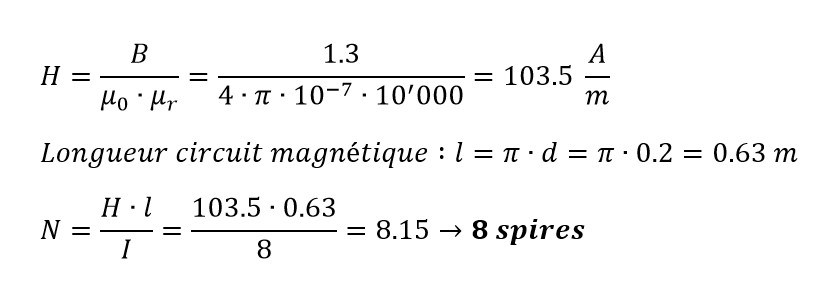 H = B / (μ₀ · μᵣ) = 1.3 / (4 · π · 10⁻⁷ · 10'000) = 103.5 A/m
Longueur circuit magnétique : l = π · d = π · 0.2 = 0.63 m
N = (H · l) / I = (103.5 · 0.63) / 8 = 8.15 → 8 spires